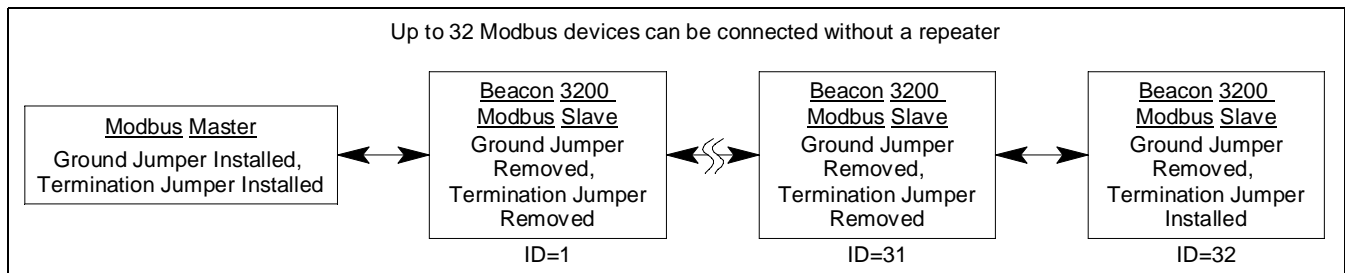 Up to 32 Modbus devices can be connected without a repeater
Modbus Master
Ground Jumper Installed,
Termination Jumper Installed
Beacon 3200
Modbus Slave
Ground Jumper
Removed,
Termination Jumper
Removed
ID=1
Beacon 3200
Modbus Slave
Ground Jumper
Removed,
Termination Jumper
Removed
ID=31
Beacon 3200
Modbus Slave
Ground Jumper
Removed,
Termination Jumper
Installed
ID=32